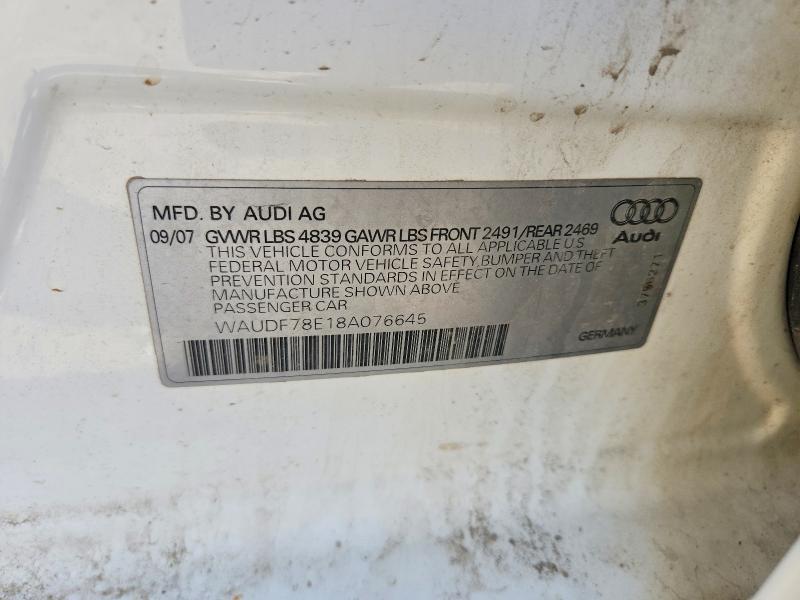 MFD. BY AUDI AG
09/07 GVWR LBS 4839 GAWR LBS FRONT 2491/REAR 2469
THIS VEHICLE CONFORMS TO ALL APPLICABLE U.S
FEDERAL MOTOR VEHICLE SAFETY,BUMPER AND THEFT
PREVENTION STANDARDS IN EFFECT ON THE DATE OF
MANUFACTURE SHOWN ABOVE
PASSENGER CAR
WAUDF78E18A076645
Audi
GERMANY